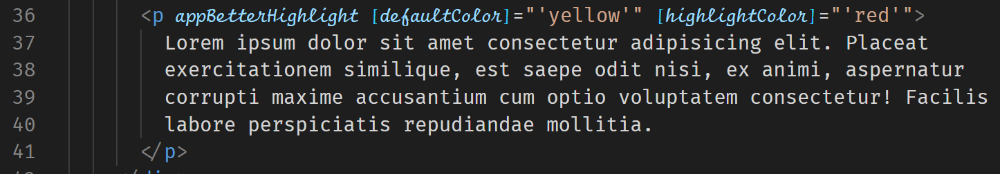 36 <p appBetterHighlight [defaultColor]="'yellow'" [highlightColor]="'red'">
37 Lorem ipsum dolor sit amet consectetur adipisicing elit. Placeat
38 exercitationem similique, est saepe odit nisi, ex animi, aspernatur
39 corrupti maxime accusantium cum optio voluptatem consectetur! Facilis
40 labore perspiciatis repudiandae mollitia.
41 </p>